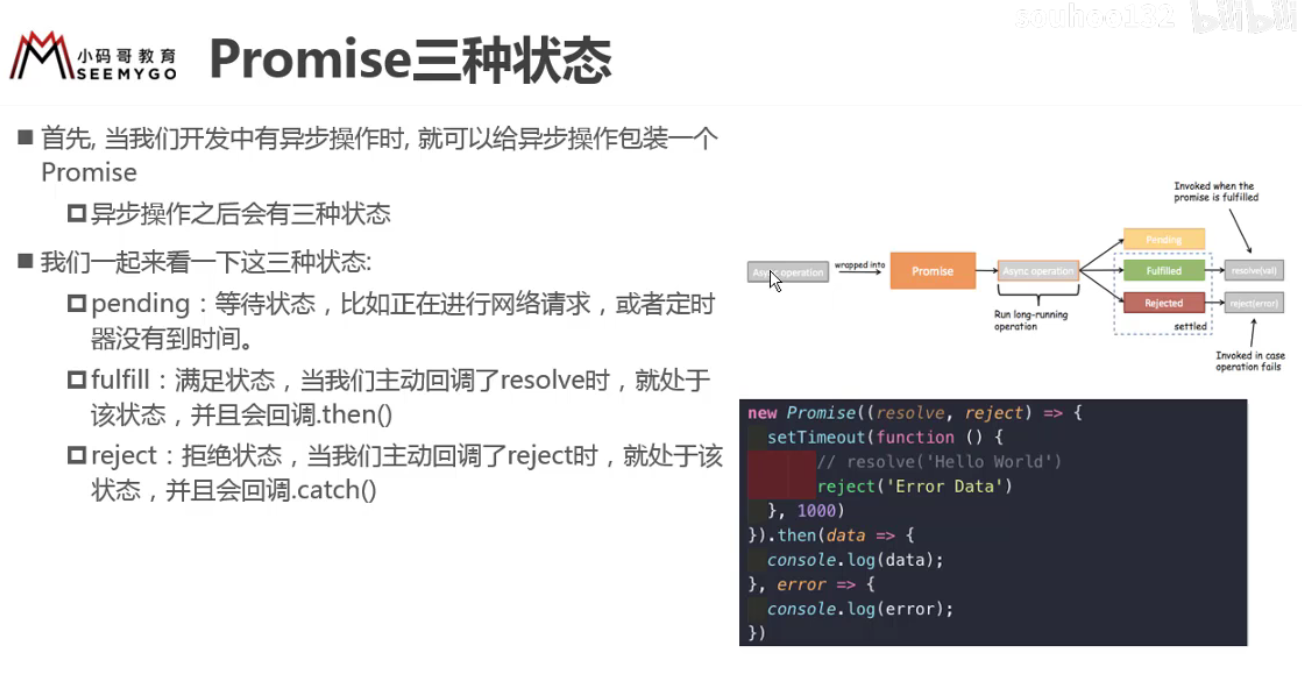 souhoo132 bilibili
小码哥教育
SEEMYGO
Promise三种状态
首先, 当我们开发中有异步操作时, 就可以给异步操作包装一个
Promise
异步操作之后会有三种状态
我们一起来看一下这三种状态:
pending：等待状态，比如正在进行网络请求，或者定时
器没有到时间。
fulfill：满足状态，当我们主动回调了resolve时，就处于
该状态，并且会回调.then()
reject：拒绝状态，当我们主动回调了reject时，就处于该
状态，并且会回调.catch()
Invoked when the
promise is fulfilled
Async operation
wrapped into
Promise
Async operation
Pending
Fulfilled
resolve(val)
Rejected
reject(error)
Run long-running
operation
settled
Invoked in case
operation fails
new Promise((resolve, reject) => {
setTimeout(function () {
// resolve('Hello World')
reject('Error Data')
}, 1000)
}).then(data => {
console.log(data);
}, error => {
console.log(error);
})